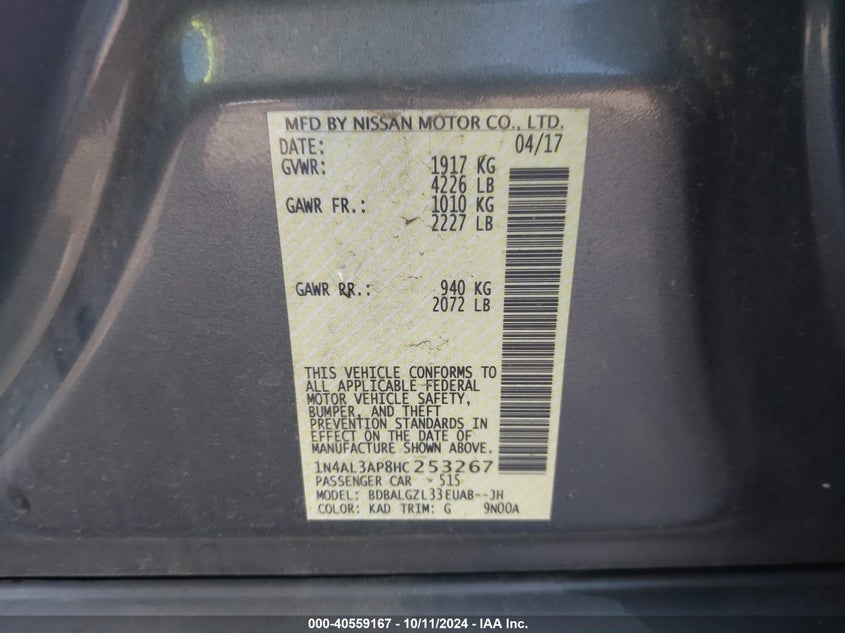 MFD BY NISSAN MOTOR CO., LTD.
DATE: 04/17
GVWR: 1917 KG
4226 LB
GAWR FR.: 1010 KG
2227 LB
GAWR RR.: 940 KG
2072 LB
THIS VEHICLE CONFORMS TO
ALL APPLICABLE FEDERAL
MOTOR VEHICLE SAFETY,
BUMPER, AND THEFT
PREVENTION STANDARDS IN
EFFECT ON THE DATE OF
MANUFACTURE SHOWN ABOVE.
1N4AL3AP8HC253267
PASSENGER CAR 515
MODEL: BDBALGZL33EUAB--JH
COLOR: KAD TRIM: G 9N00A
000-40559167 - 10/11/2024 - IAA Inc.